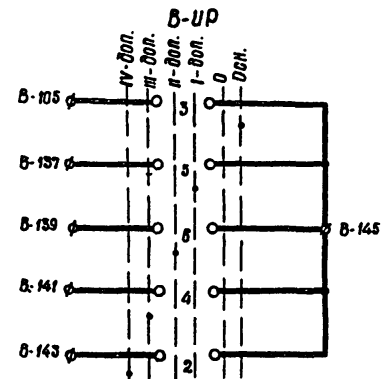 В-ИР
IV-доп.
III-доп.
II-доп.
I-доп.
0
Осн.
В-105
3
В-137
5
В-139
6
В-145
В-141
4
В-143
2